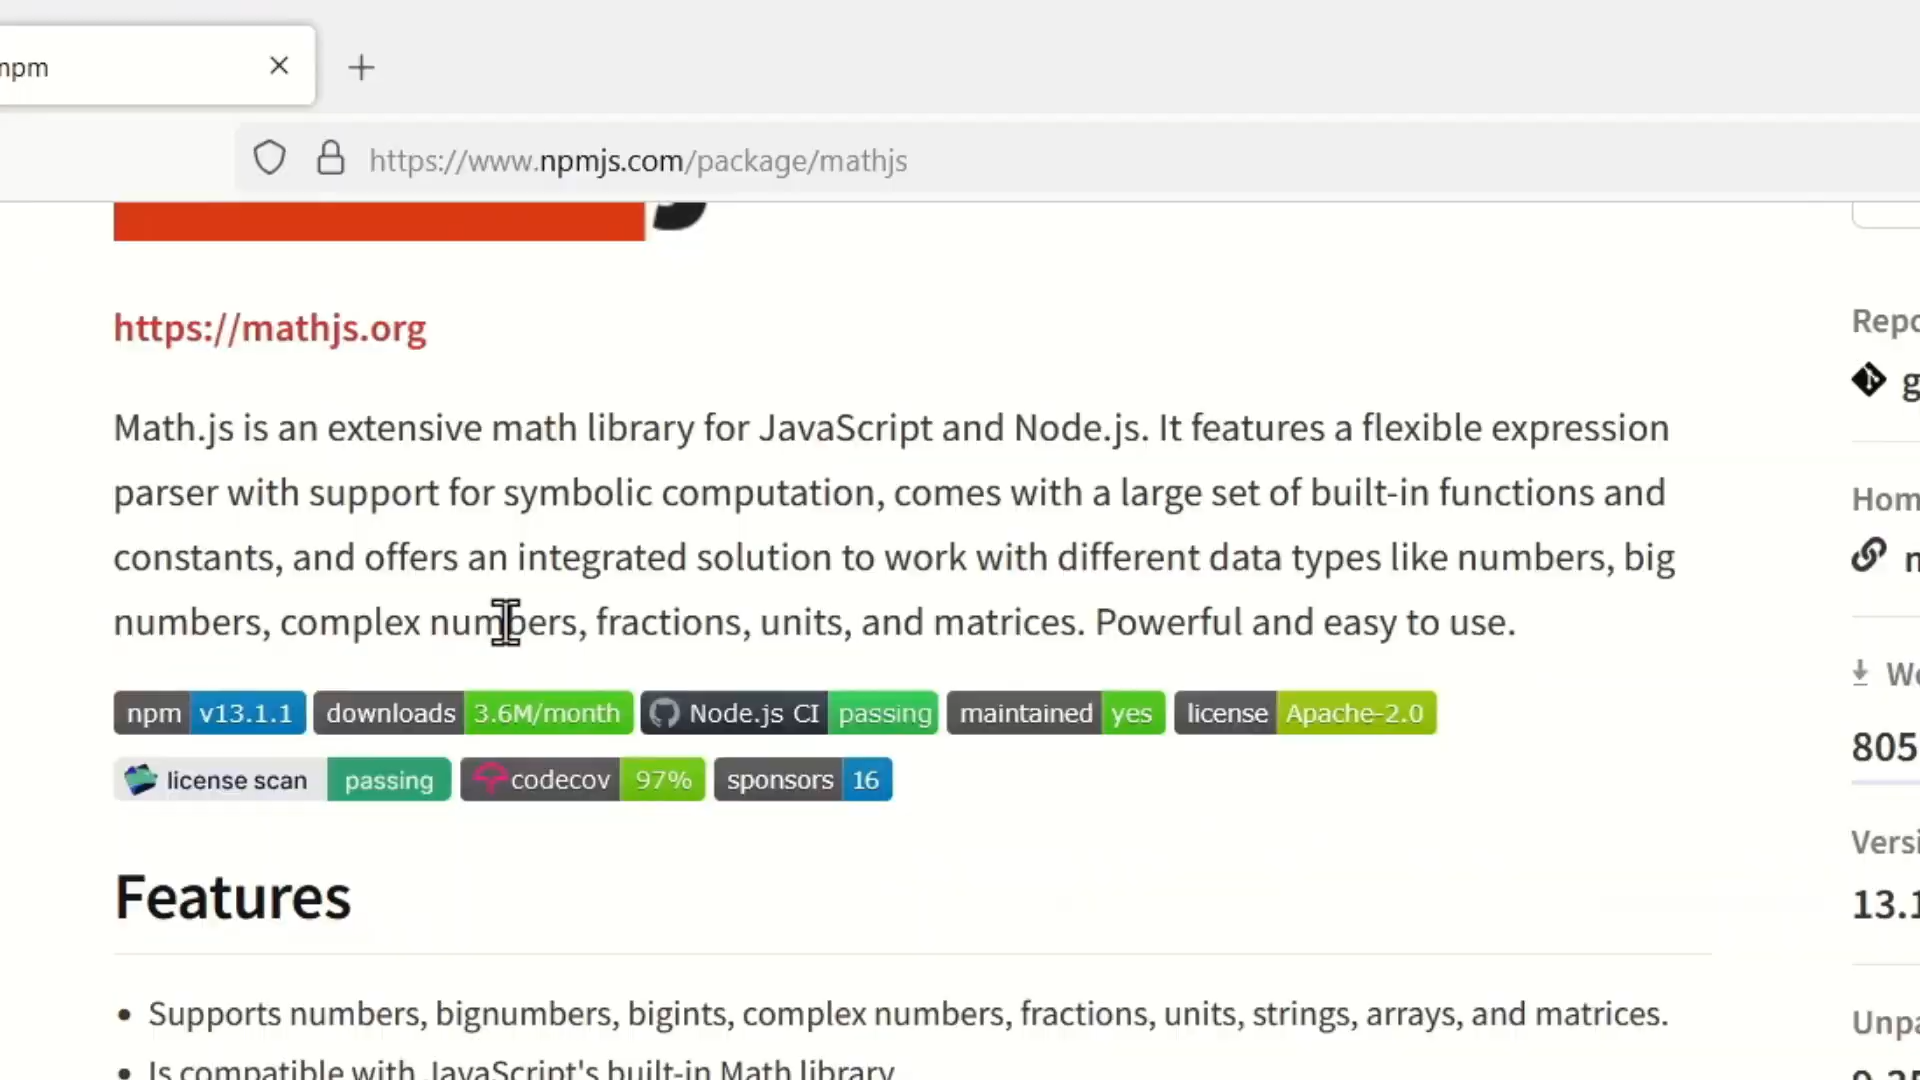 npm
https://www.npmjs.com/package/mathjs
https://mathjs.org
Math.js is an extensive math library for JavaScript and Node.js. It features a flexible expression
parser with support for symbolic computation, comes with a large set of built-in functions and
constants, and offers an integrated solution to work with different data types like numbers, big
numbers, complex numbers, fractions, units, and matrices. Powerful and easy to use.
npm v13.1.1 downloads 3.6M/month Node.js CI passing maintained yes license Apache-2.0
license scan passing codecov 97% sponsors 16
Features
Supports numbers, bignumbers, bigints, complex numbers, fractions, units, strings, arrays, and matrices.
Is compatible with JavaScript's built-in Math library
Repo
g
Hom
We
805
Versi
13.1
Unpa